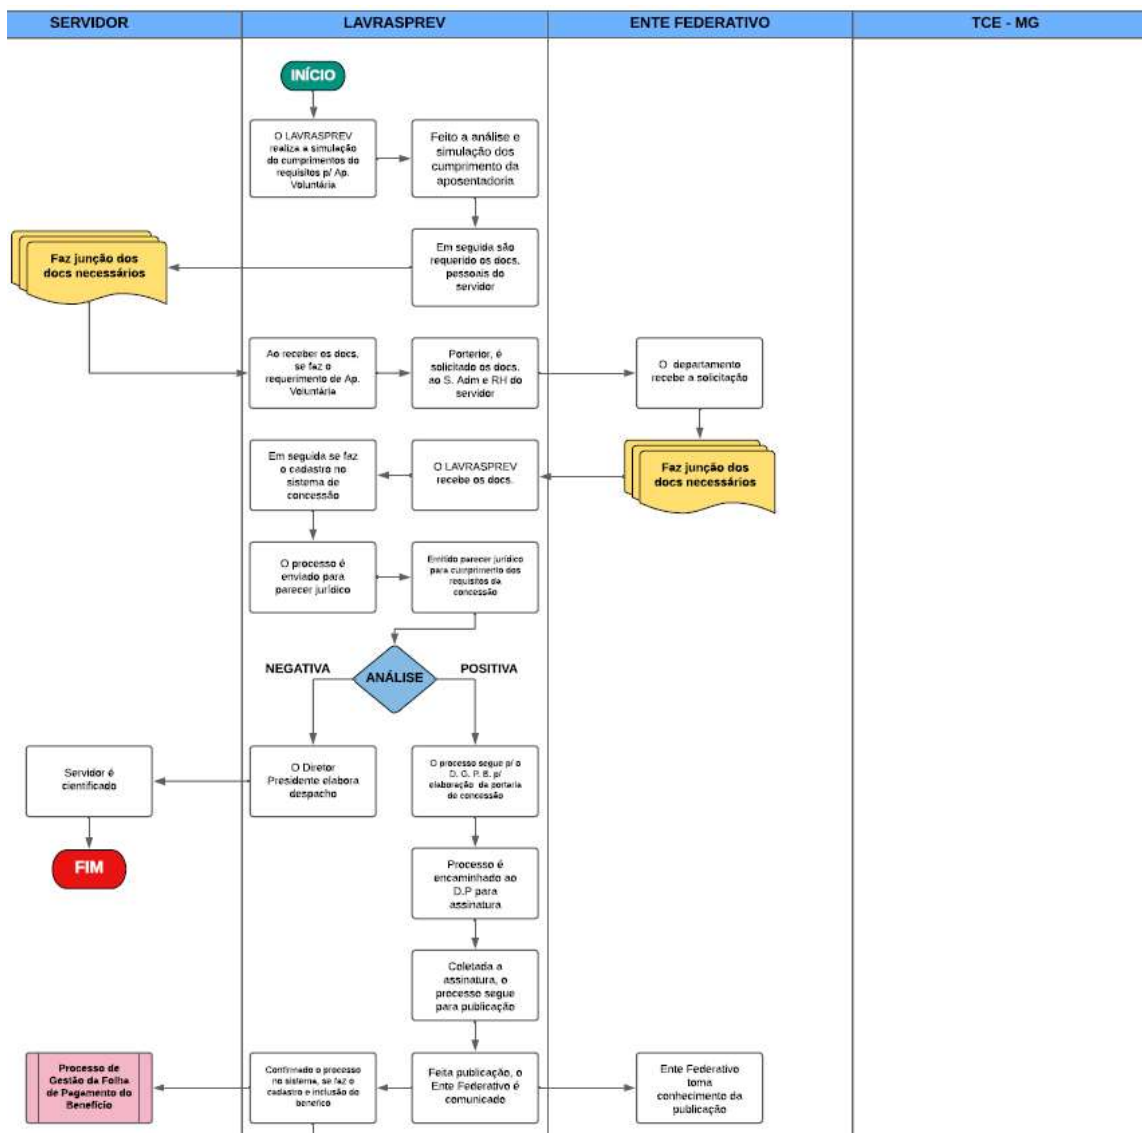 SERVIDOR
LAVRASPREV
ENTE FEDERATIVO
TCE - MG
INÍCIO
O LAVRASPREV
realiza a simulação
do cumprimentos do
requisitos p/ Ap.
Voluntária
Feito a análise e
simulação dos
cumprimento da
aposentadoria
Em seguida são
requerido os docs.
pessoais do
servidor
Faz junção dos
docs necessários
Ao receber os docs,
se faz o
requerimento de Ap.
Voluntária
Porterior, é
solicitado os docs.
ao S. Adm e RH do
servidor
O departamento
recebe a solicitação
Faz junção dos
docs necessários
O LAVRASPREV
recebe os docs.
Em seguida se faz
o cadastro no
sistema de
concessão
O processo é
enviado para
parecer jurídico
Emitido parecer jurídico
para cumprimento dos
requisitos da
concessão
ANÁLISE
NEGATIVA
POSITIVA
O Diretor
Presidente elabora
despacho
Servidor é
cientificado
FIM
O processo segue p/ o
D. G. P. B. p/
elaboração da portaria
de concessão
Processo é
encaminhado ao
D.P para
assinatura
Coletada a
assinatura, o
processo segue
para publicação
Feita publicação, o
Ente Federativo é
comunicado
Ente Federativo
toma
conhecimento da
publicação
Confirmado o processo
no sistema, se faz o
cadastro e inclusão do
benefico
Processo de
Gestão da Folha
de Pagamento do
Benefício